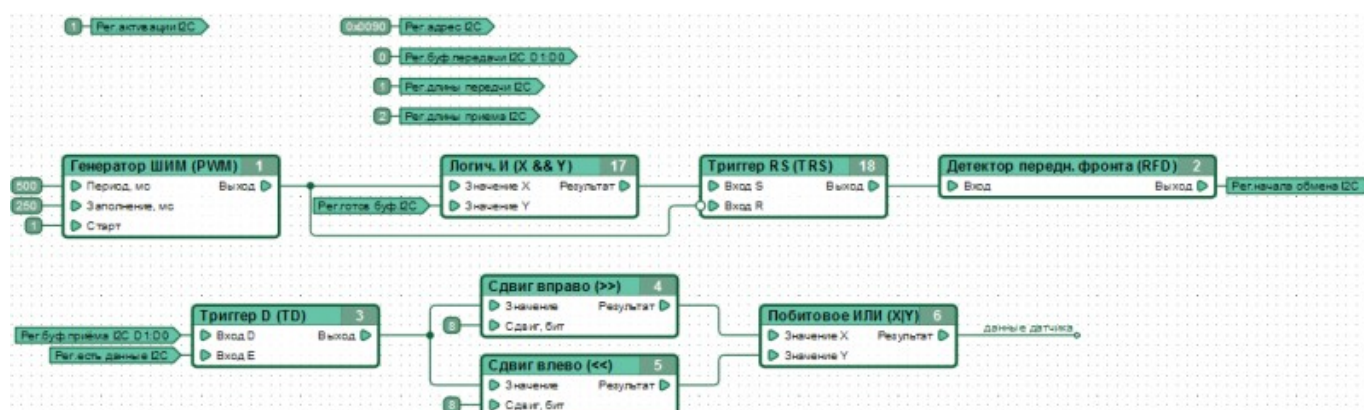 1 Рег.активации I2C
0x0090 Рег.адрес I2C
0 Рег.буф.передачи I2C D1:D0
1 Рег.длины передчи I2C
2 Рег.длины приема I2C
Генератор ШИМ (PWM) 1
500 Период, мс Выход
250 Заполнение, мс
1 Старт
Логич. И (X && Y) 17
Значение X Результат
Рег.готов буф.I2C Значение Y
Триггер RS (TRS) 18
Вход S Выход
Вход R
Детектор передн. фронта (RFD) 2
Вход Выход Рег.начала обмена I2C
Сдвиг вправо (>>) 4
Значение Результат
8 Сдвиг, бит
Триггер D (TD) 3
Рег.буф.приёма I2C D1:D0 Вход D Выход
Рег.есть данные I2C Вход E
Побитовое ИЛИ (X|Y) 6
Значение X Результат данные датчика
Значение Y
Сдвиг влево (<<) 5
Значение Результат
8 Сдвиг, бит